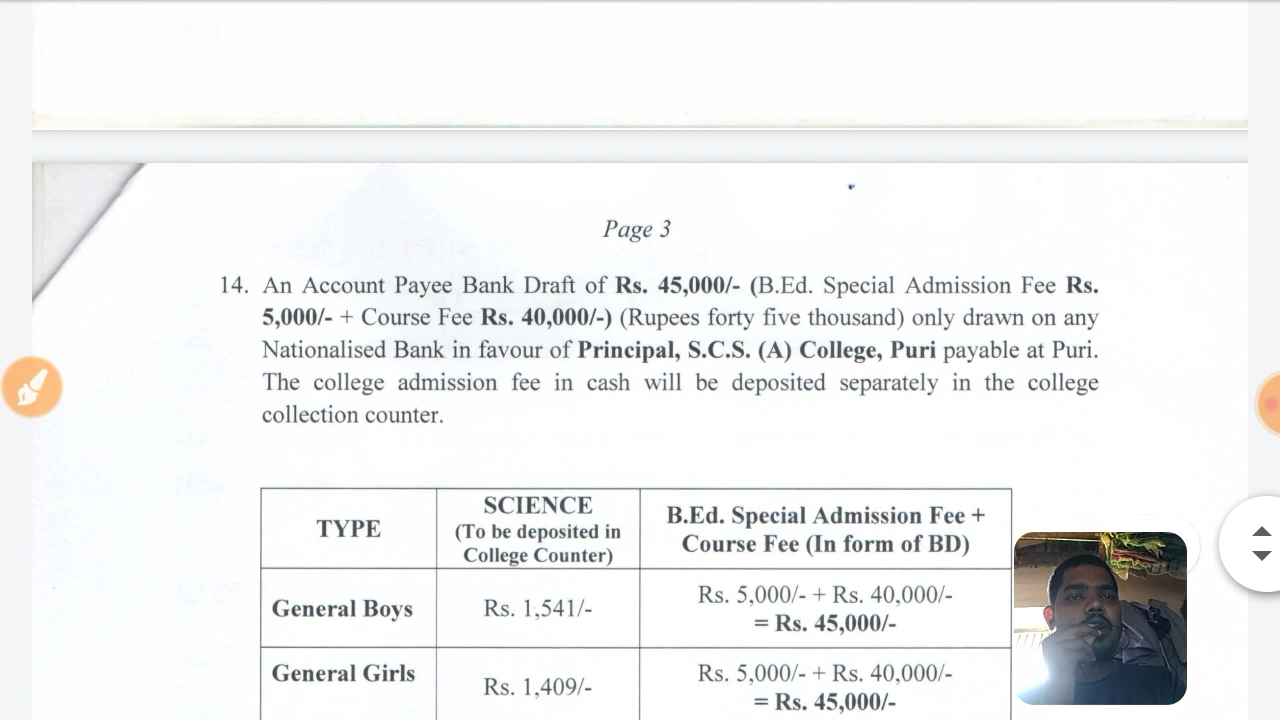 Page 3
14. An Account Payee Bank Draft of Rs. 45,000/- (B.Ed. Special Admission Fee Rs.
5,000/- + Course Fee Rs. 40,000/-) (Rupees forty five thousand) only drawn on any
Nationalised Bank in favour of Principal, S.C.S. (A) College, Puri payable at Puri.
The college admission fee in cash will be deposited separately in the college
collection counter.
TYPE
SCIENCE
(To be deposited in
College Counter)
B.Ed. Special Admission Fee +
Course Fee (In form of BD)
General Boys
Rs. 1,541/-
Rs. 5,000/- + Rs. 40,000/-
= Rs. 45,000/-
General Girls
Rs. 1,409/-
Rs. 5,000/- + Rs. 40,000/-
= Rs. 45,000/-